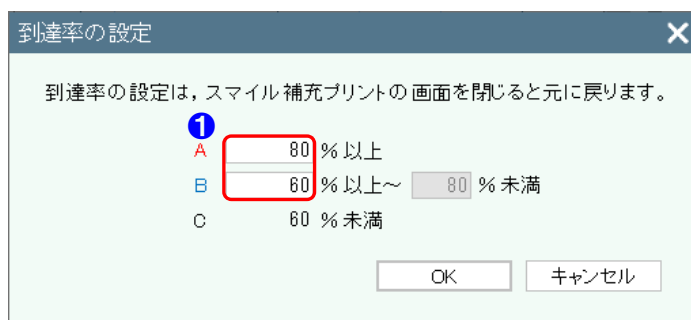 到達率の設定
到達率の設定は，スマイル補充プリントの画面を閉じると元に戻ります。
❶
A 80 %以上
B 60 %以上～ 80 %未満
C 60 %未満
OK キャンセル